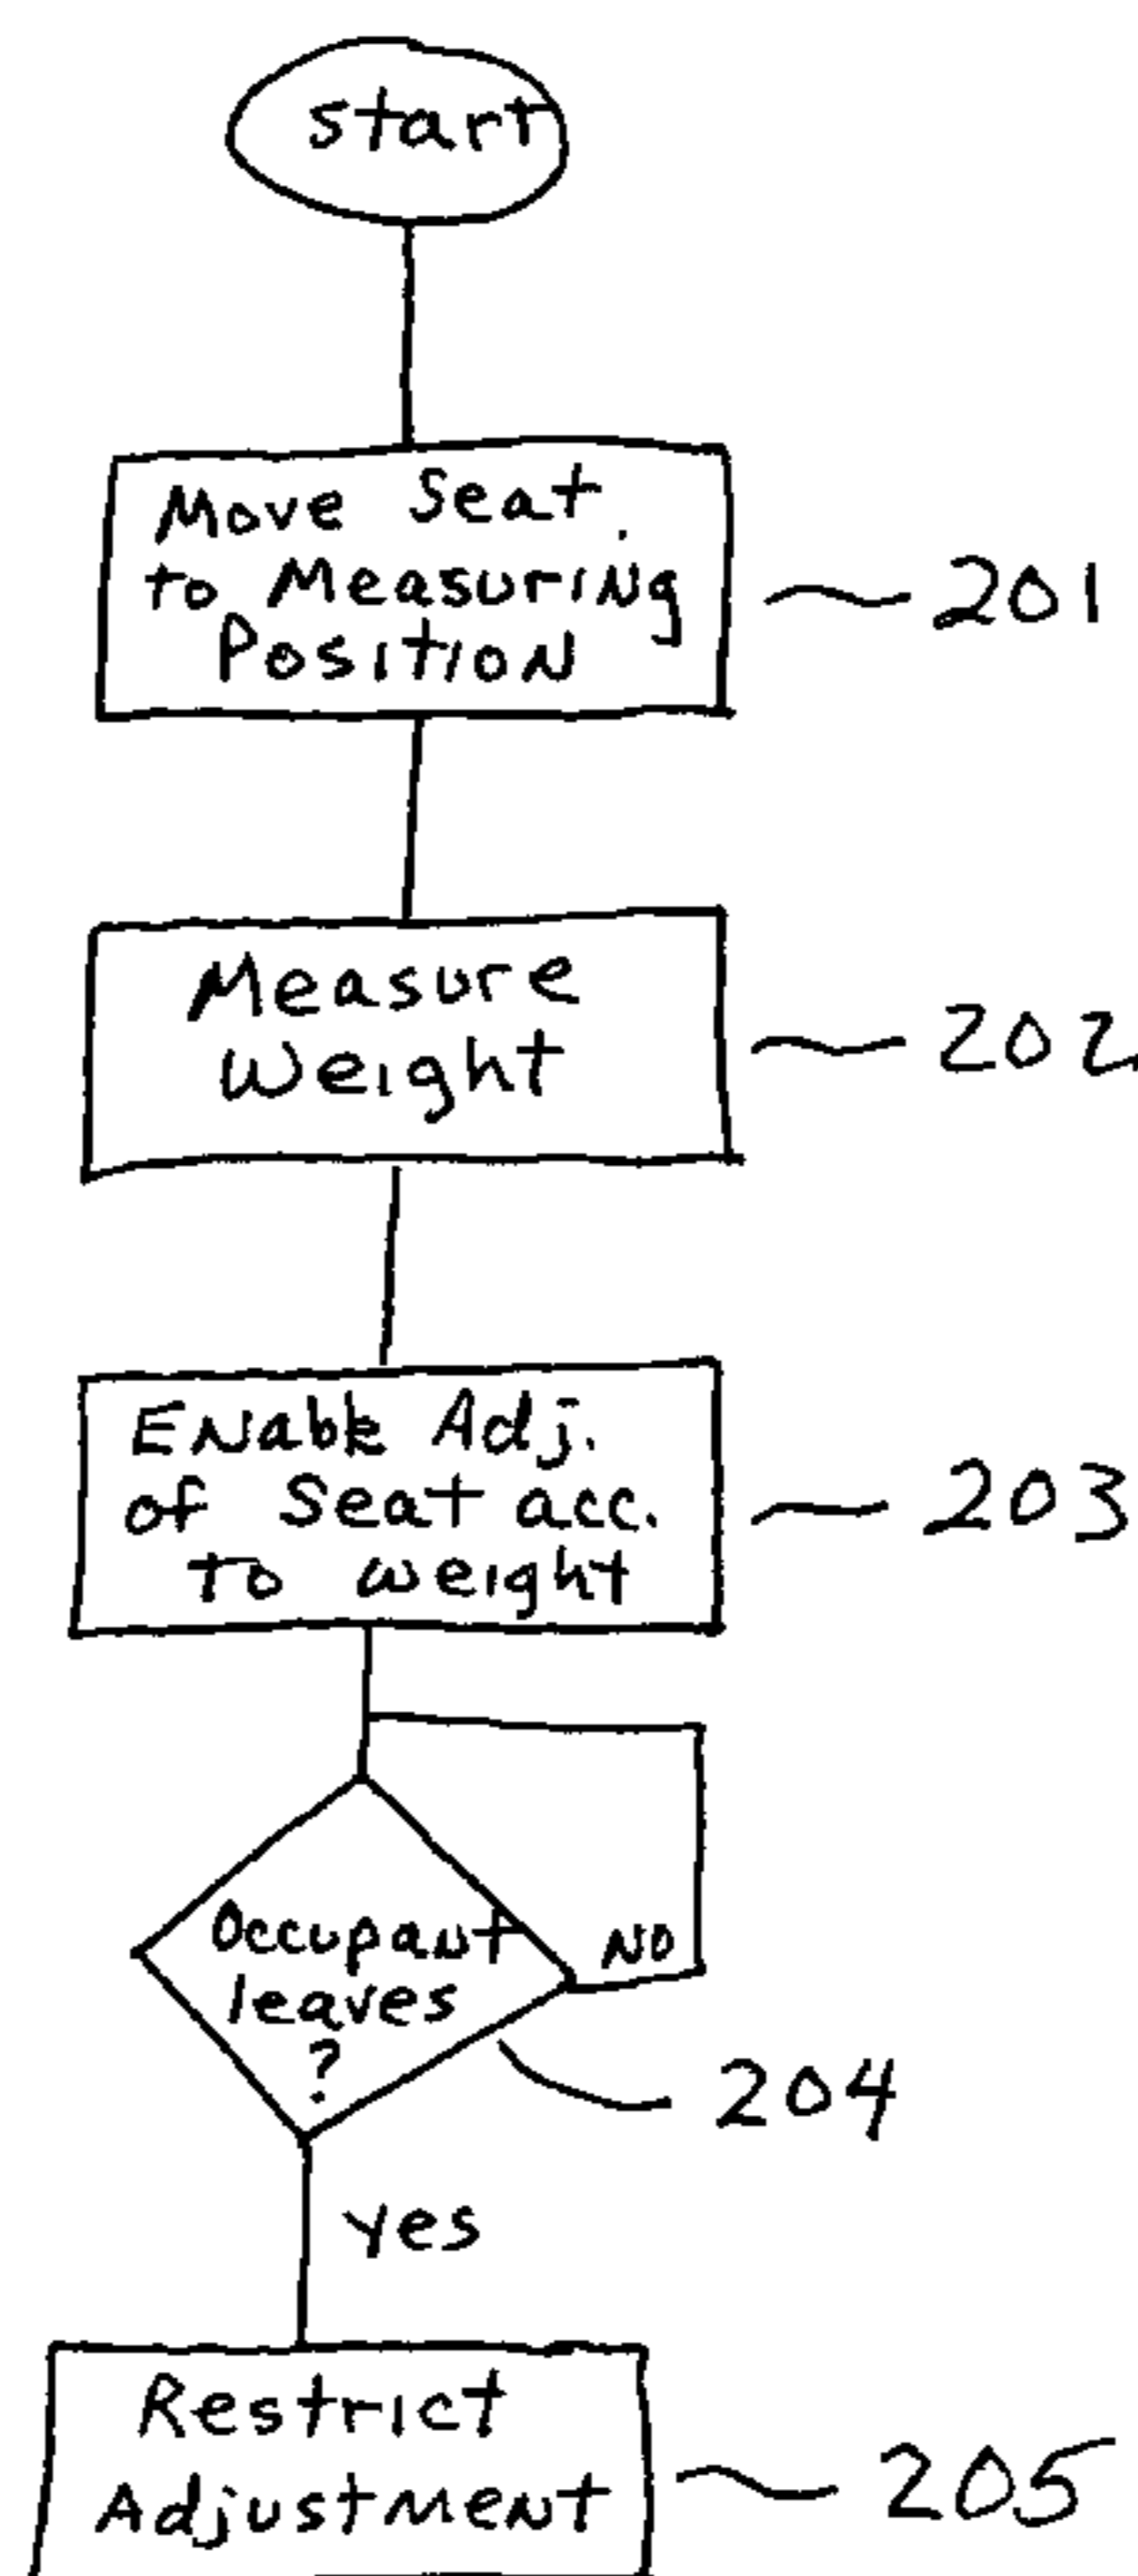 start
Move Seat.
to Measuring
Position
201
Measure
Weight
202
Enable Adj.
of Seat acc.
to weight
203
Occupant
leaves
?
NO
204
yes
Restrict
Adjustment
205